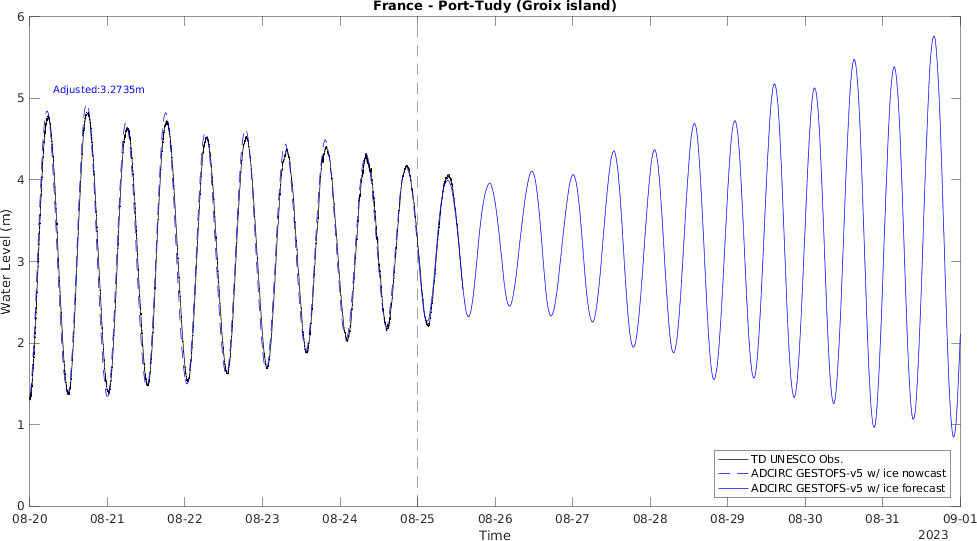 France - Port-Tudy (Groix island)
6
5
4
3
2
1
0
Water Level (m)
Adjusted:3.2735m
TD UNESCO Obs.
ADCIRC GESTOFS-v5 w/ ice nowcast
ADCIRC GESTOFS-v5 w/ ice forecast
08-20 08-21 08-22 08-23 08-24 08-25 08-26 08-27 08-28 08-29 08-30 08-31 09-01
Time
2023